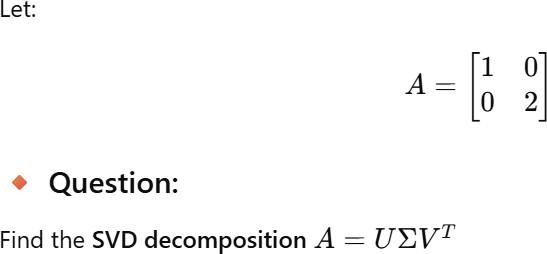 Let:
A = [1 0
0 2]
Question:
Find the SVD decomposition A = UΣV^T